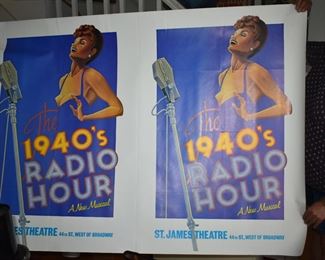 The
1940's
RADIO
HOUR
A New Musical
ES THEATRE 44th ST., WEST OF BROADWAY
The
1940's
RADIO
HOUR
A New Musical
ST. JAMES THEATRE 44th ST., WEST OF BROADWAY